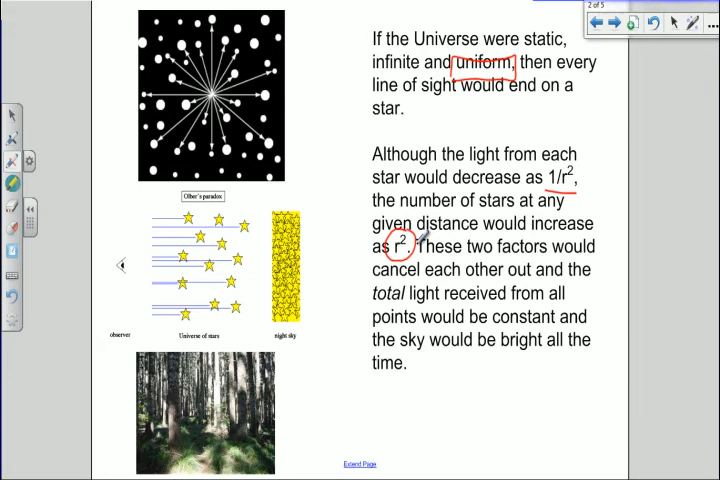 2 of 5
If the Universe were static,
infinite and uniform, then every
line of sight would end on a
star.
Although the light from each
star would decrease as 1/r²,
the number of stars at any
given distance would increase
as r². These two factors would
cancel each other out and the
total light received from all
points would be constant and
the sky would be bright all the
time.
Olber's paradox
observer
Universe of stars
night sky
Extend Page